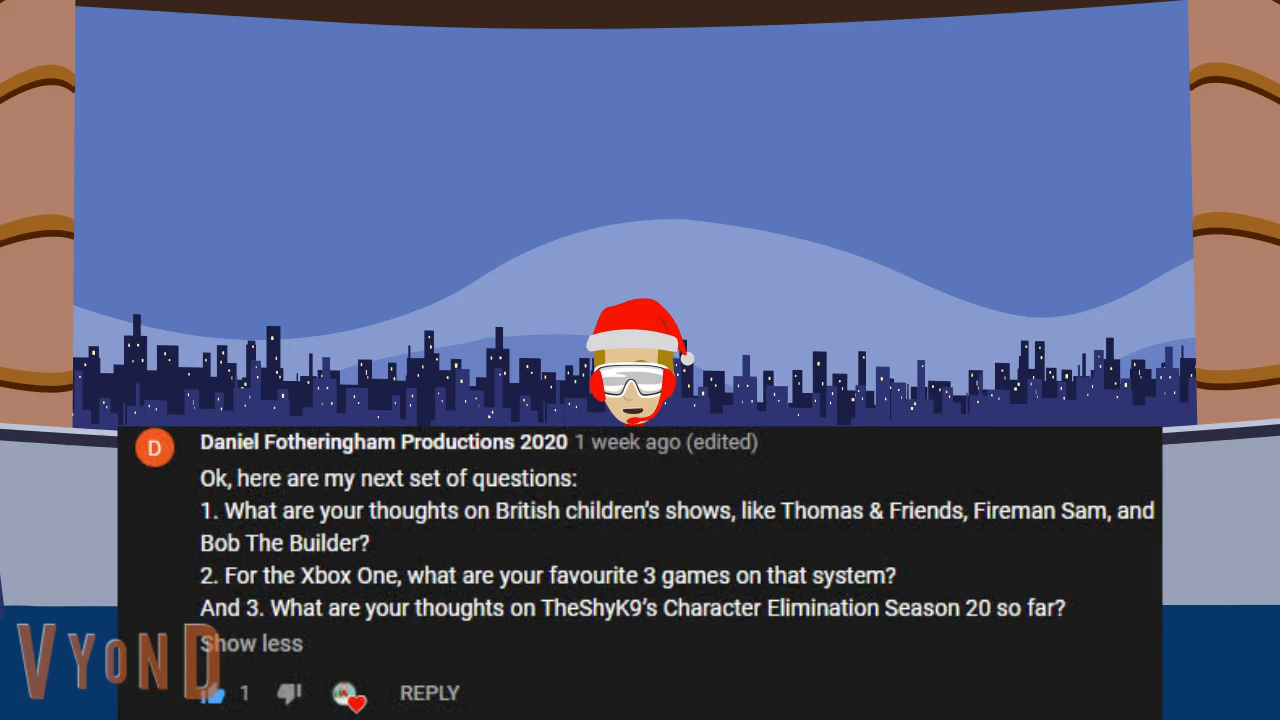 D
Daniel Fotheringham Productions 2020 1 week ago (edited)
Ok, here are my next set of questions:
1. What are your thoughts on British children's shows, like Thomas & Friends, Fireman Sam, and
Bob The Builder?
2. For the Xbox One, what are your favourite 3 games on that system?
And 3. What are your thoughts on TheShyK9's Character Elimination Season 20 so far?
Show less
VYOND
1
REPLY